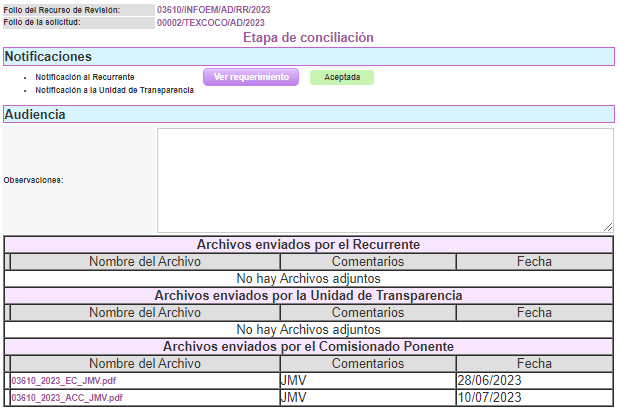 Folio del Recurso de Revisión: 03610/INFOEM/AD/RR/2023
Folio de la solicitud: 00002/TEXCOCO/AD/2023
Etapa de conciliación
Notificaciones
Notificación al Recurrente Ver requerimiento Aceptada
Notificación a la Unidad de Transparencia
Audiencia
Observaciones:
Archivos enviados por el Recurrente
Nombre del Archivo Comentarios Fecha
No hay Archivos adjuntos
Archivos enviados por la Unidad de Transparencia
Nombre del Archivo Comentarios Fecha
No hay Archivos adjuntos
Archivos enviados por el Comisionado Ponente
Nombre del Archivo Comentarios Fecha
03610_2023_EC_JMV.pdf JMV 28/06/2023
03610_2023_ACC_JMV.pdf JMV 10/07/2023